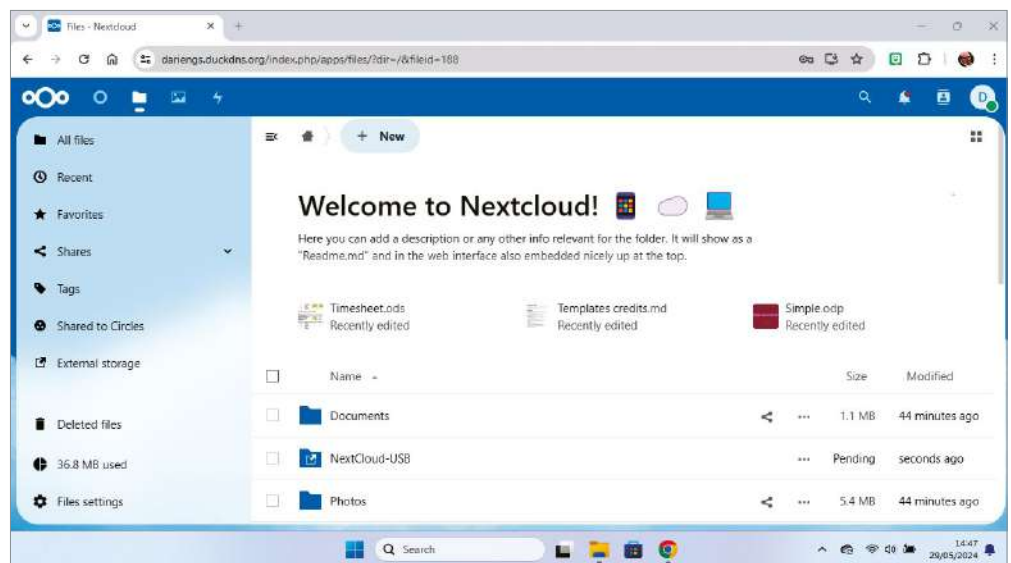 Files - Nextcloud
dariengs.duckdns.org/index.php/apps/files/?dir=/&fileid=188
D
All files
+ New
Recent
Welcome to Nextcloud!
Favorites
Here you can add a description or any other info relevant for the folder. It will show as a
"Readme.md" and in the web interface also embedded nicely up at the top.
Shares
Tags
Timesheet.ods
Recently edited
Templates credits.md
Recently edited
Simple.odp
Recently edited
Shared to Circles
External storage
Name Size Modified
Deleted files
Documents 1.1 MB 44 minutes ago
36.8 MB used
NextCloud-USB Pending seconds ago
Files settings
Photos 5.4 MB 44 minutes ago
Search
14:47
29/05/2024